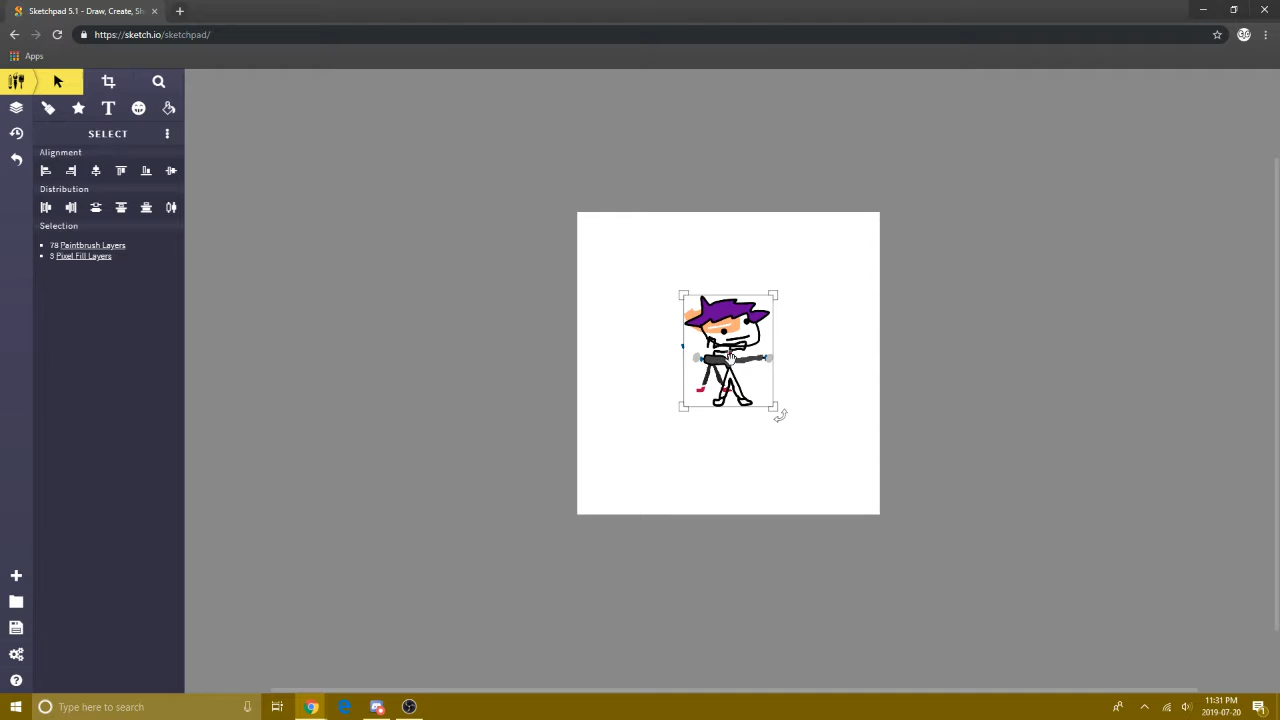 Sketchpad 5.1 - Draw, Create, Sh
https://sketch.io/sketchpad/
Apps
SELECT
Alignment
Distribution
Selection
78 Paintbrush Layers
3 Pixel Fill Layers
Type here to search
11:31 PM
2019-07-20